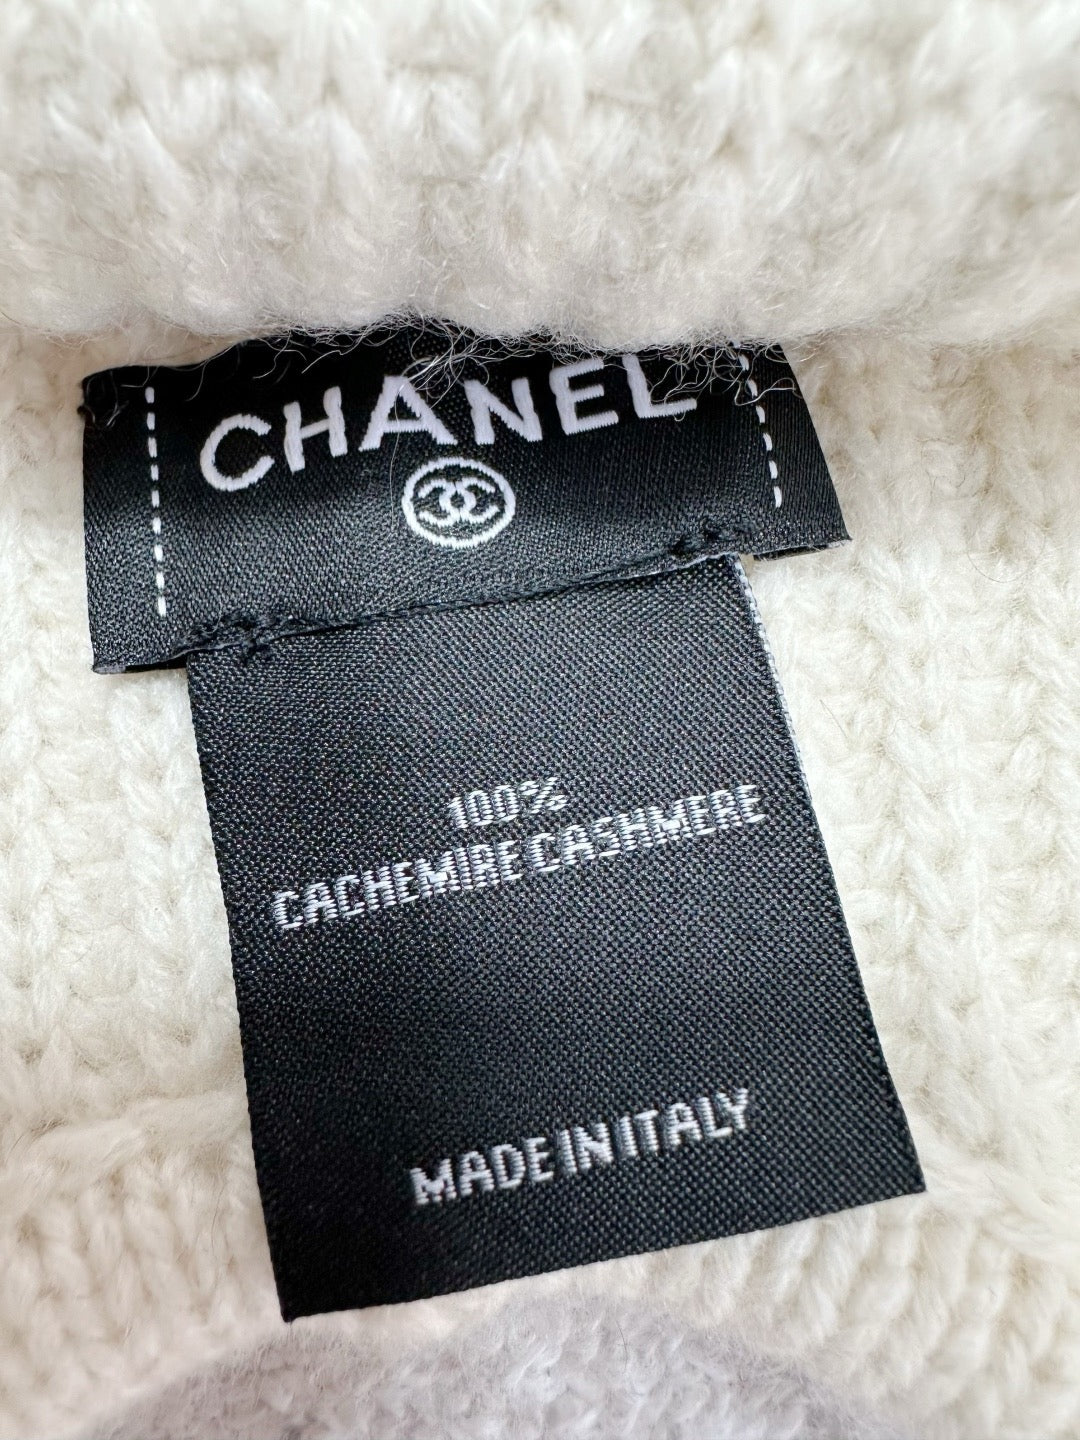 CHANEL
100%
CACHEMIRE CASHMERE
MADE IN ITALY